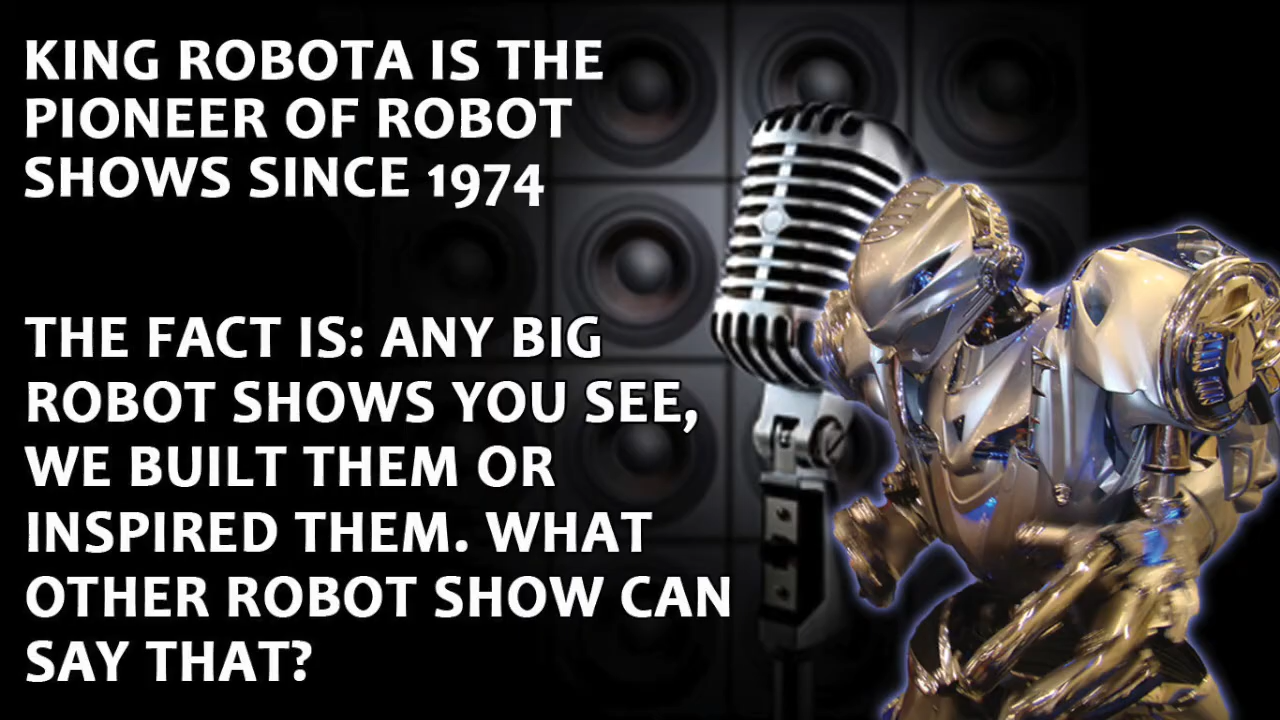 KING ROBOTA IS THE
PIONEER OF ROBOT
SHOWS SINCE 1974
THE FACT IS: ANY BIG
ROBOT SHOWS YOU SEE,
WE BUILT THEM OR
INSPIRED THEM. WHAT
OTHER ROBOT SHOW CAN
SAY THAT?